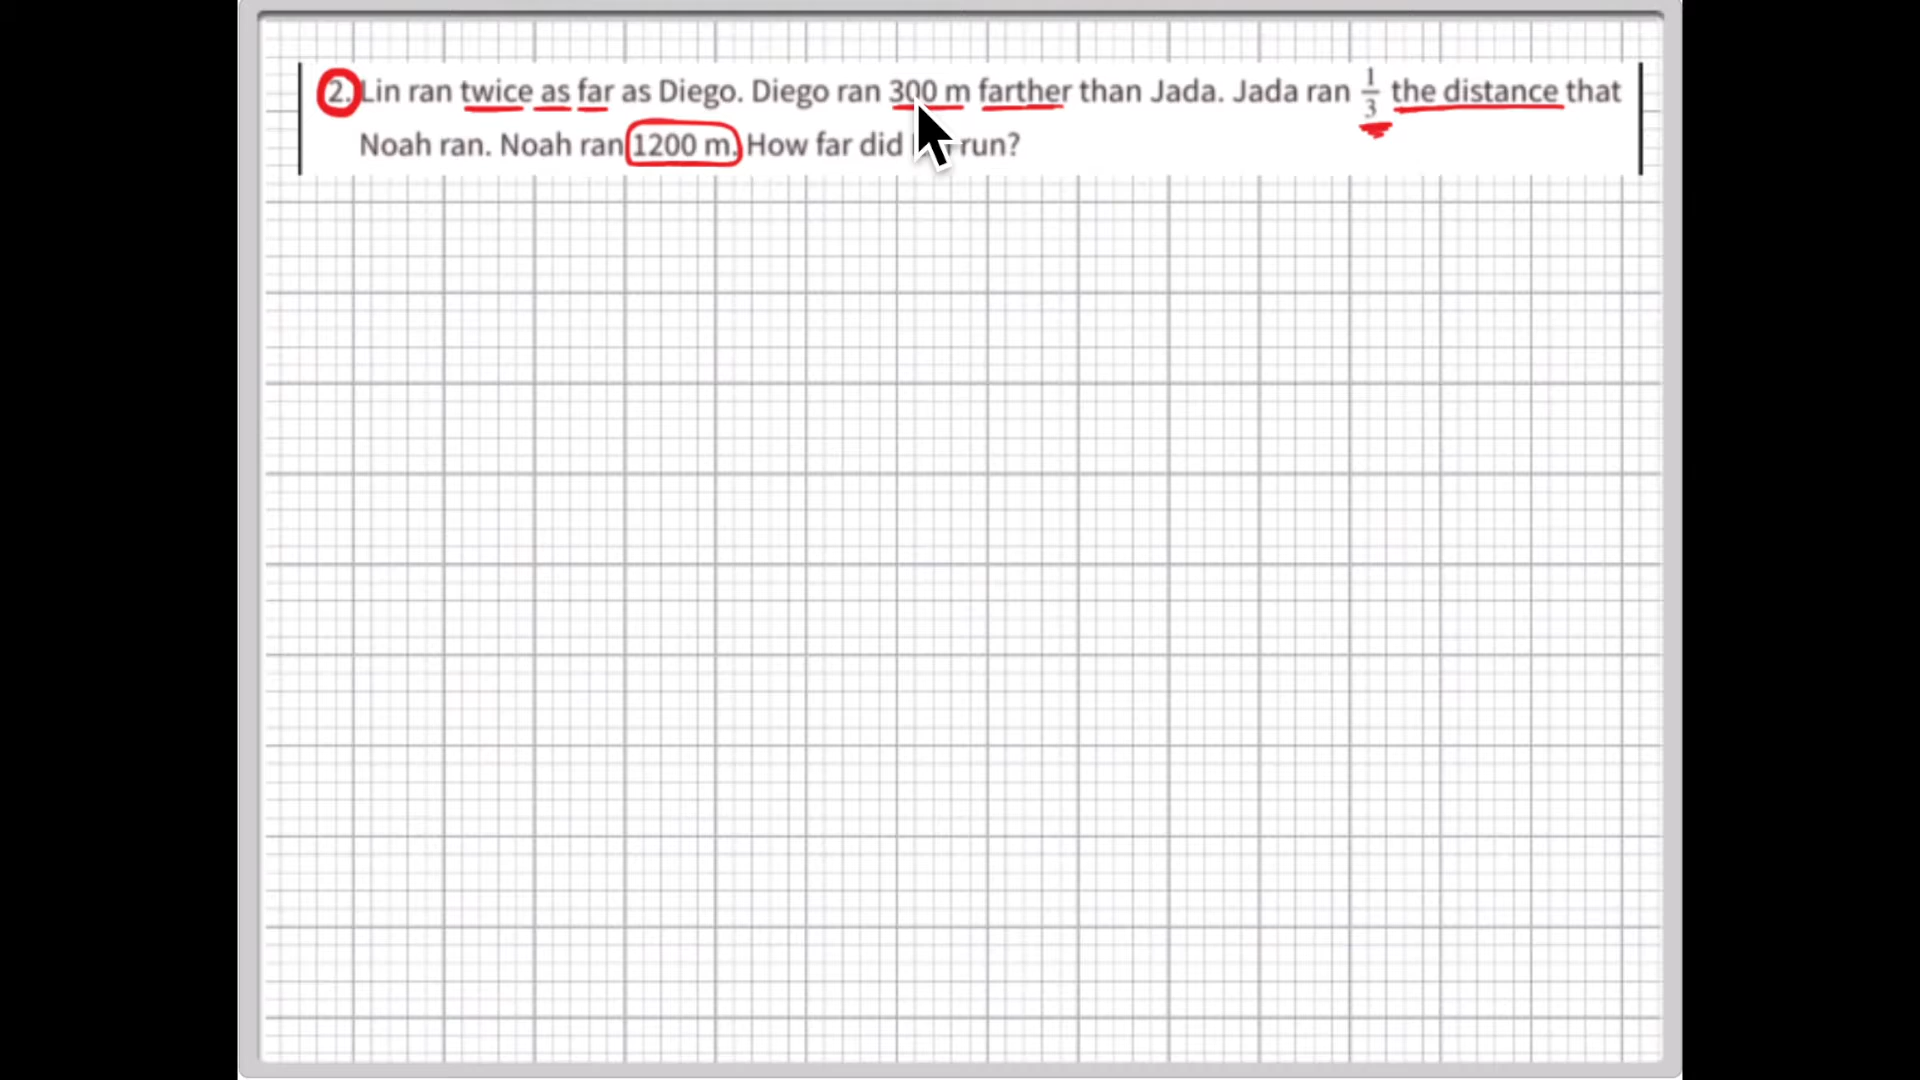 2. Lin ran twice as far as Diego. Diego ran 300 m farther than Jada. Jada ran 1/3 the distance that
Noah ran. Noah ran 1200 m. How far did run?